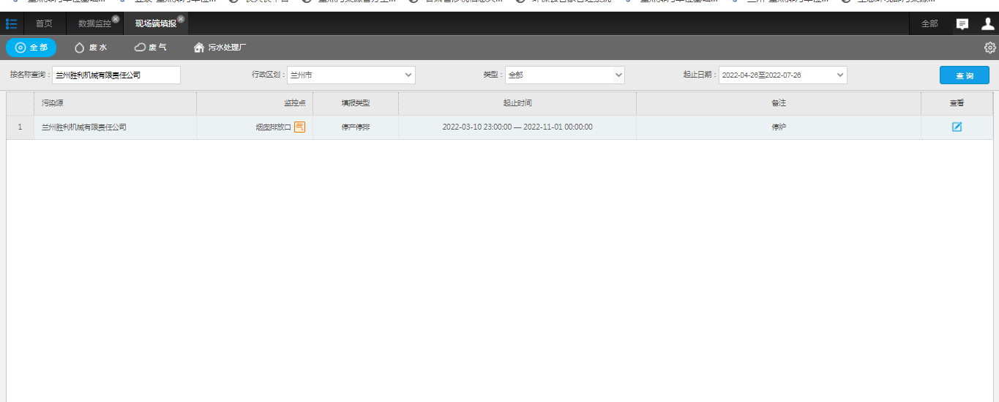 首页 数据监控 现场端填报 全部
全部 废水 废气 污水处理厂
按名称查询： 兰州胜利机械有限责任公司 行政区划： 兰州市 类型： 全部 起止日期： 2022-04-26至2022-07-26 查询
污染源 监控点 填报类型 起止时间 备注 查看
1 兰州胜利机械有限责任公司 烟囱排放口 气 停产停排 2022-03-10 23:00:00 — 2022-11-01 00:00:00 停炉